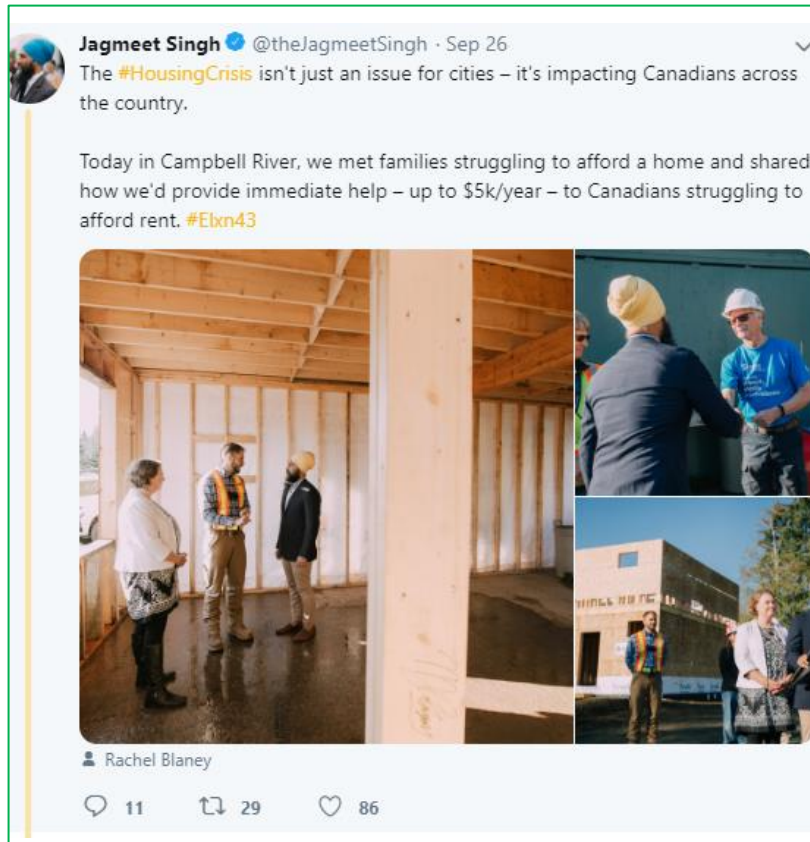 Jagmeet Singh @theJagmeetSingh · Sep 26
The #HousingCrisis isn't just an issue for cities – it's impacting Canadians across
the country.
Today in Campbell River, we met families struggling to afford a home and shared
how we'd provide immediate help – up to $5k/year – to Canadians struggling to
afford rent. #Elxn43
Rachel Blaney
11 29 86